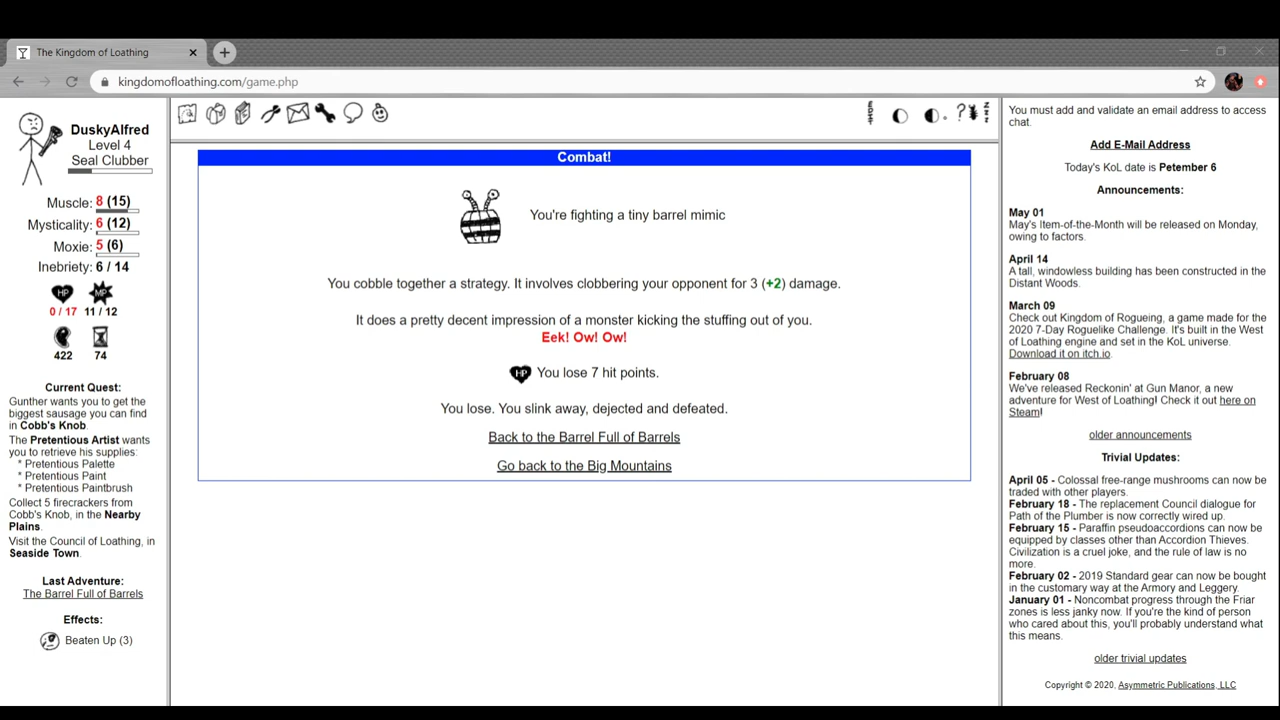 The Kingdom of Loathing
kingdomofloathing.com/game.php
DuskyAlfred
Level 4
Seal Clubber
Muscle: 8 (15)
Mysticality: 6 (12)
Moxie: 5 (6)
Inebriety: 6 / 14
HP MP
0 / 17 11 / 12
422 74
Current Quest:
Gunther wants you to get the
biggest sausage you can find
in Cobb's Knob.
The Pretentious Artist wants
you to retrieve his supplies:
* Pretentious Palette
* Pretentious Paint
* Pretentious Paintbrush
Collect 5 firecrackers from
Cobb's Knob, in the Nearby
Plains.
Visit the Council of Loathing, in
Seaside Town.
Last Adventure:
The Barrel Full of Barrels
Effects:
Beaten Up (3)
Combat!
You're fighting a tiny barrel mimic
You cobble together a strategy. It involves clobbering your opponent for 3 (+2) damage.
It does a pretty decent impression of a monster kicking the stuffing out of you.
Eek! Ow! Ow!
HP You lose 7 hit points.
You lose. You slink away, dejected and defeated.
Back to the Barrel Full of Barrels
Go back to the Big Mountains
You must add and validate an email address to access
chat.
Add E-Mail Address
Today's KoL date is Petember 6
Announcements:
May 01
May's Item-of-the-Month will be released on Monday,
owing to factors.
April 14
A tall, windowless building has been constructed in the
Distant Woods.
March 09
Check out Kingdom of Rogueing, a game made for the
2020 7-Day Roguelike Challenge. It's built in the West
of Loathing engine and set in the KoL universe.
Download it on itch.io.
February 08
We've released Reckonin' at Gun Manor, a new
adventure for West of Loathing! Check it out here on
Steam!
older announcements
Trivial Updates:
April 05 - Colossal free-range mushrooms can now be
traded with other players.
February 18 - The replacement Council dialogue for
Path of the Plumber is now correctly wired up.
February 15 - Paraffin pseudoaccordions can now be
equipped by classes other than Accordion Thieves.
Civilization is a cruel joke, and the rule of law is no
more.
February 02 - 2019 Standard gear can now be bought
in the customary way at the Armory and Leggery.
January 01 - Noncombat progress through the Friar
zones is less janky now. If you're the kind of person
who cared about this, you'll probably understand what
this means.
older trivial updates
Copyright © 2020, Asymmetric Publications, LLC